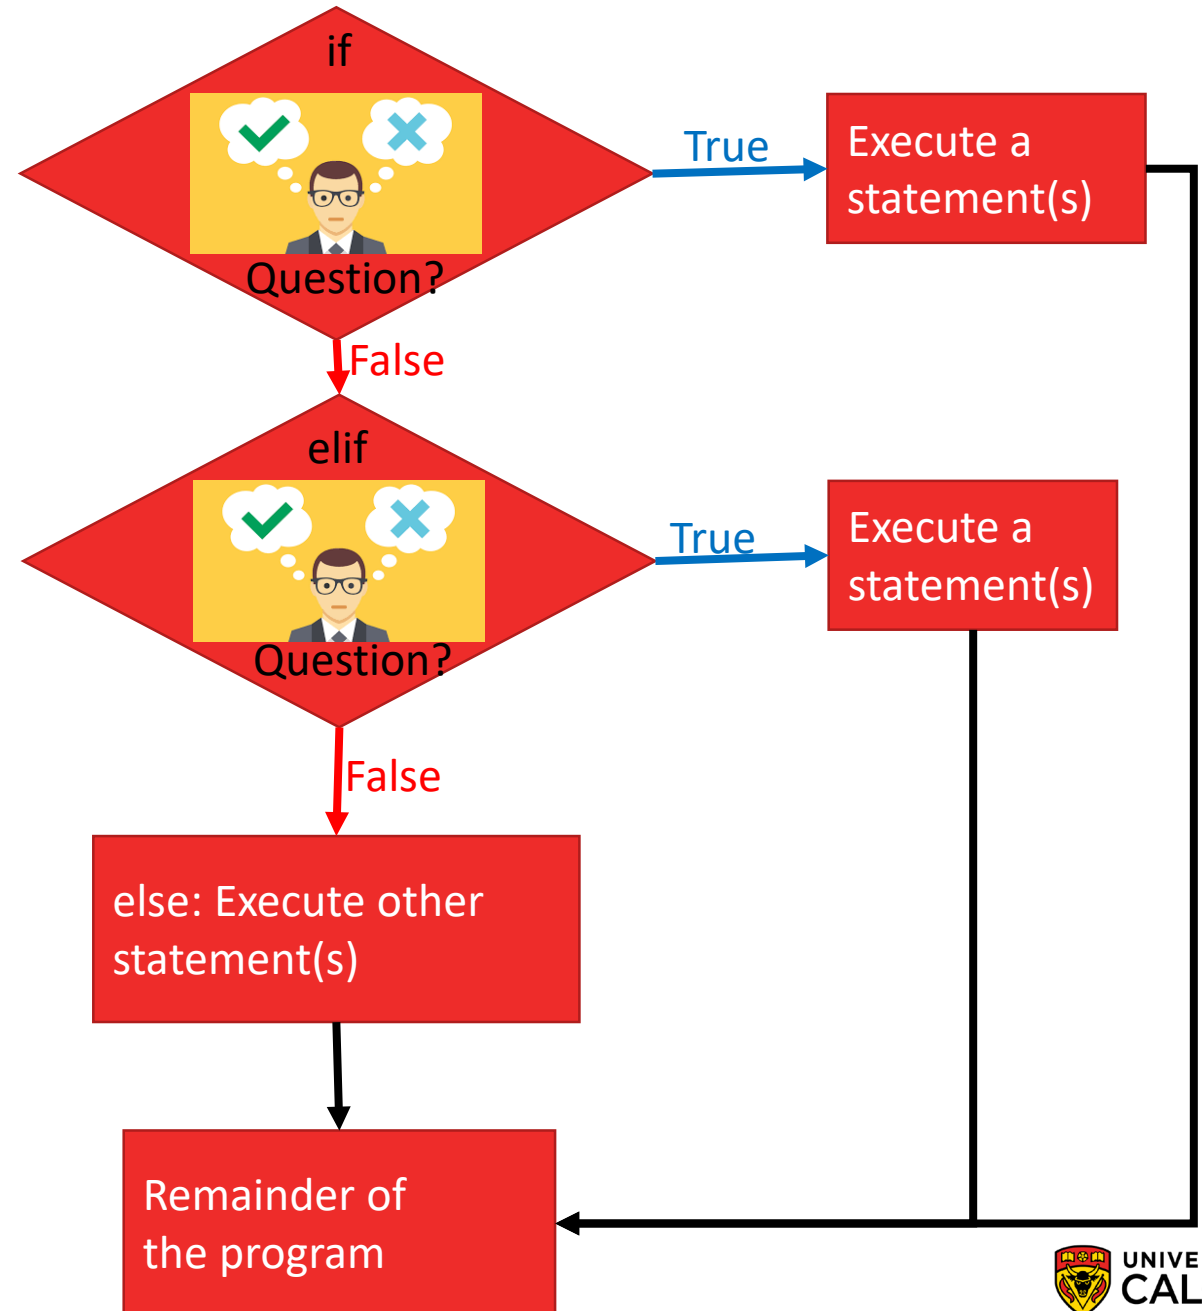 if
Question?
True
Execute a
statement(s)
False
elif
Question?
True
Execute a
statement(s)
False
else: Execute other
statement(s)
Remainder of
the program
UNIVE
CAL